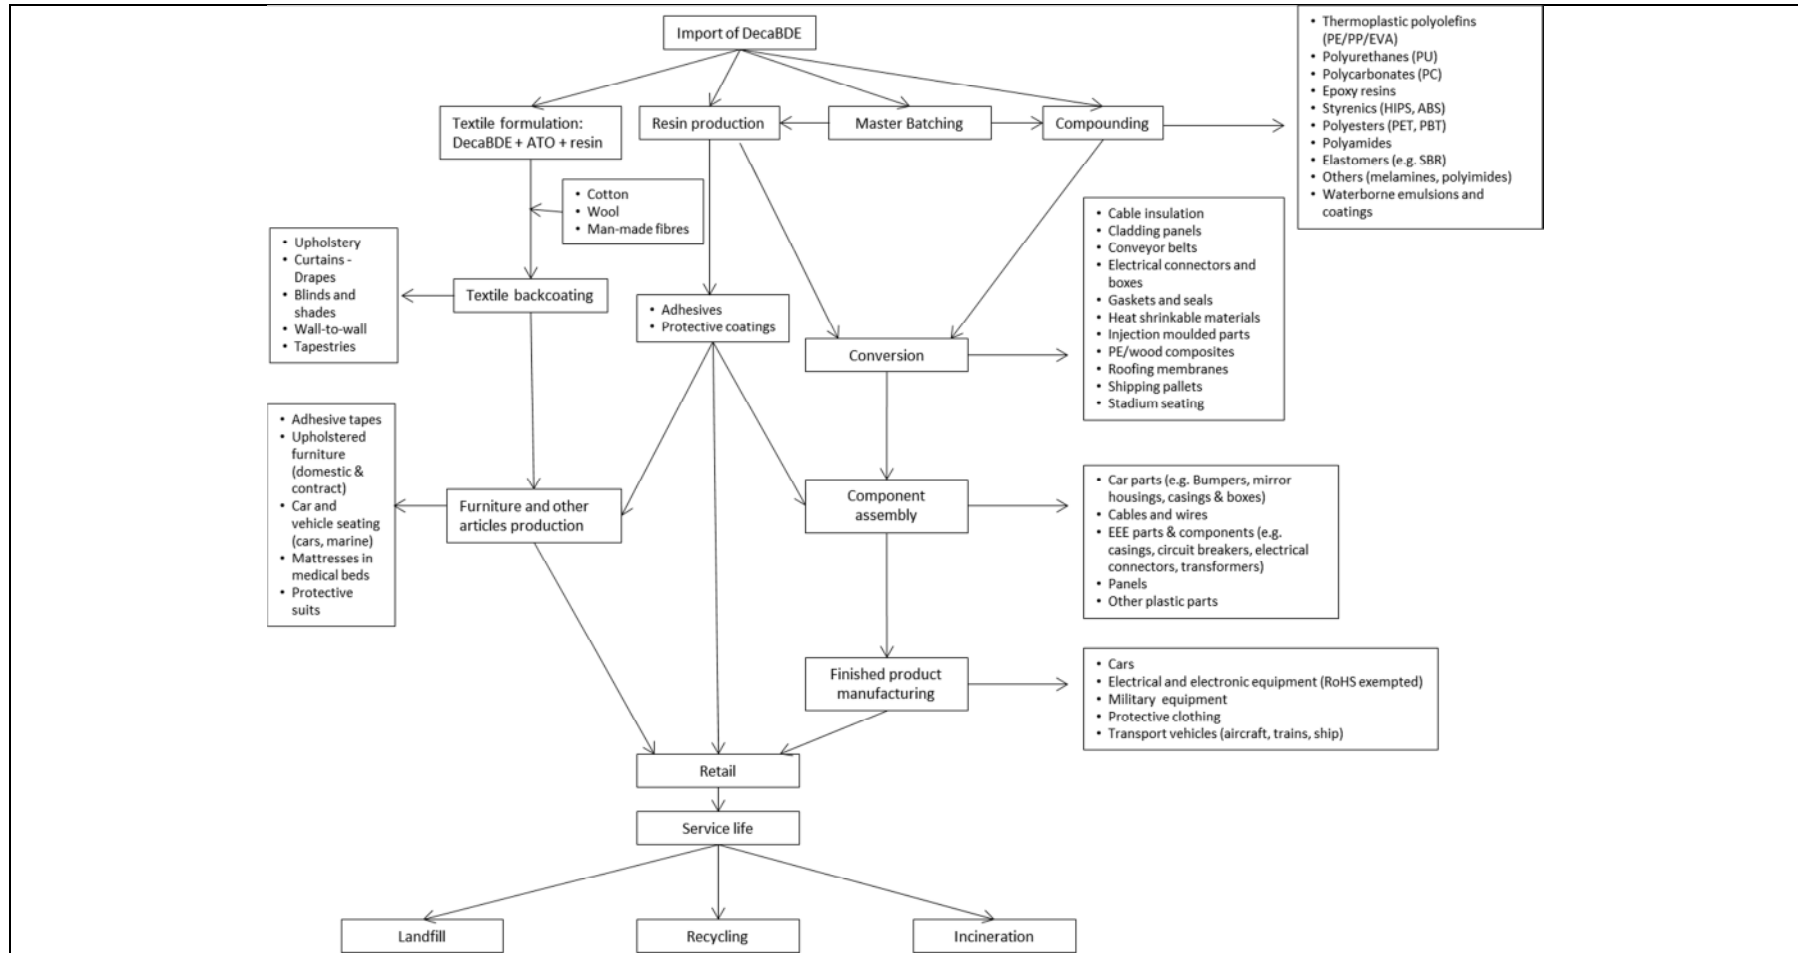 Import of DecaBDE
• Thermoplastic polyolefins
(PE/PP/EVA)
• Polyurethanes (PU)
• Polycarbonates (PC)
• Epoxy resins
• Styrenics (HIPS, ABS)
• Polyesters (PET, PBT)
• Polyamides
• Elastomers (e.g. SBR)
• Others (melamines, polyimides)
• Waterborne emulsions and
coatings
Textile formulation:
DecaBDE + ATO + resin
Resin production
Master Batching
Compounding
• Cotton
• Wool
• Man-made fibres
• Upholstery
• Curtains -
Drapes
• Blinds and
shades
• Wall-to-wall
• Tapestries
Textile backcoating
• Adhesives
• Protective coatings
Conversion
• Cable insulation
• Cladding panels
• Conveyor belts
• Electrical connectors and
boxes
• Gaskets and seals
• Heat shrinkable materials
• Injection moulded parts
• PE/wood composites
• Roofing membranes
• Shipping pallets
• Stadium seating
• Adhesive tapes
• Upholstered
furniture
(domestic &
contract)
• Car and
vehicle seating
(cars, marine)
• Mattresses in
medical beds
• Protective
suits
Furniture and other
articles production
Component
assembly
• Car parts (e.g. Bumpers, mirror
housings, casings & boxes)
• Cables and wires
• EEE parts & components (e.g.
casings, circuit breakers, electrical
connectors, transformers)
• Panels
• Other plastic parts
Finished product
manufacturing
• Cars
• Electrical and electronic equipment (RoHS exempted)
• Military equipment
• Protective clothing
• Transport vehicles (aircraft, trains, ship)
Retail
Service life
Landfill
Recycling
Incineration